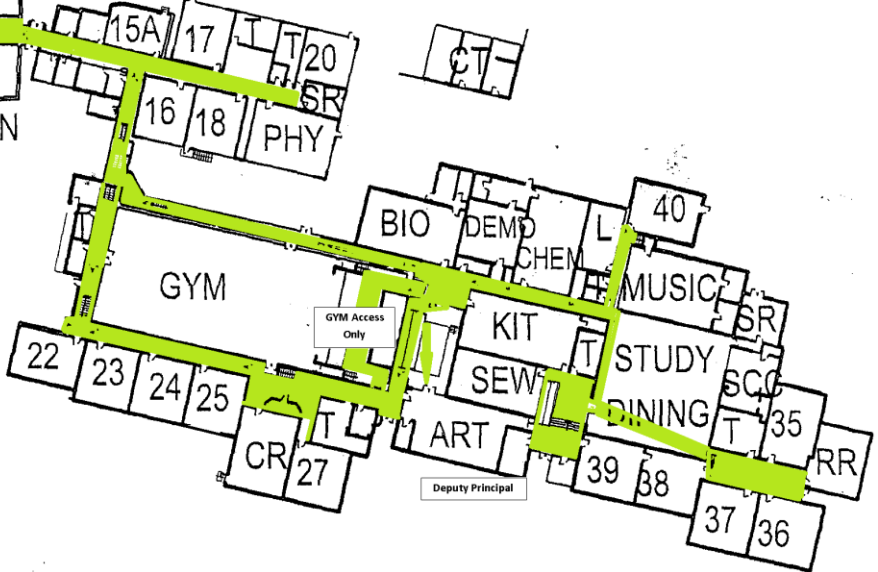 15A
17
T
T
20
CT
SR
16
18
PHY
N
40
BIO
DEMO
L
CHEM
GYM
MUSIC
GYM Access
Only
KIT
SR
T
STUDY
22
23
24
25
SEW
SCC
DINING
T
35
T
ART
CR
27
39
38
RR
Deputy Principal
37
36